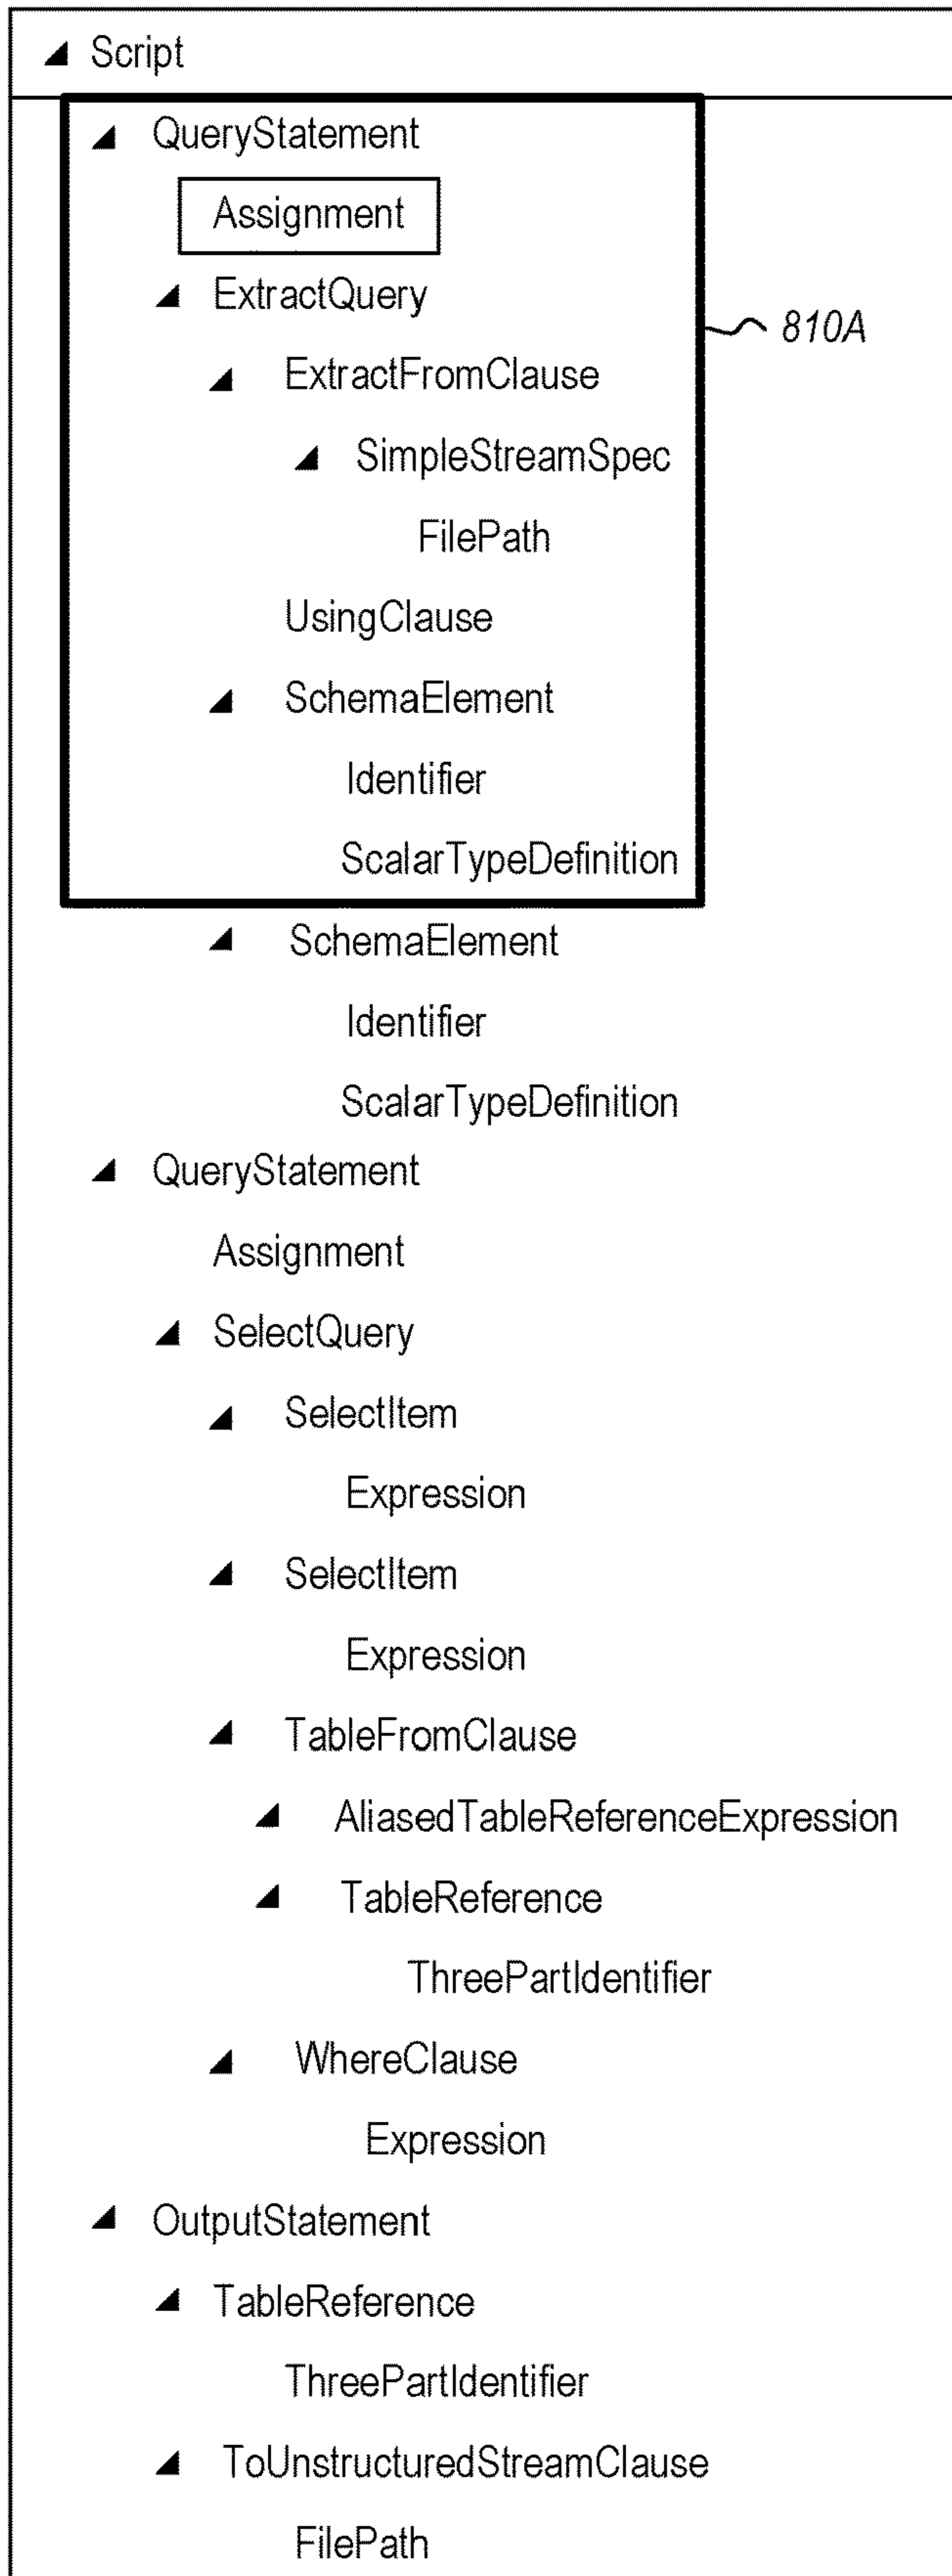 Script
QueryStatement
Assignment
ExtractQuery
810A
ExtractFromClause
SimpleStreamSpec
FilePath
UsingClause
SchemaElement
Identifier
ScalarTypeDefinition
SchemaElement
Identifier
ScalarTypeDefinition
QueryStatement
Assignment
SelectQuery
SelectItem
Expression
SelectItem
Expression
TableFromClause
AliasedTableReferenceExpression
TableReference
ThreePartIdentifier
WhereClause
Expression
OutputStatement
TableReference
ThreePartIdentifier
ToUnstructuredStreamClause
FilePath